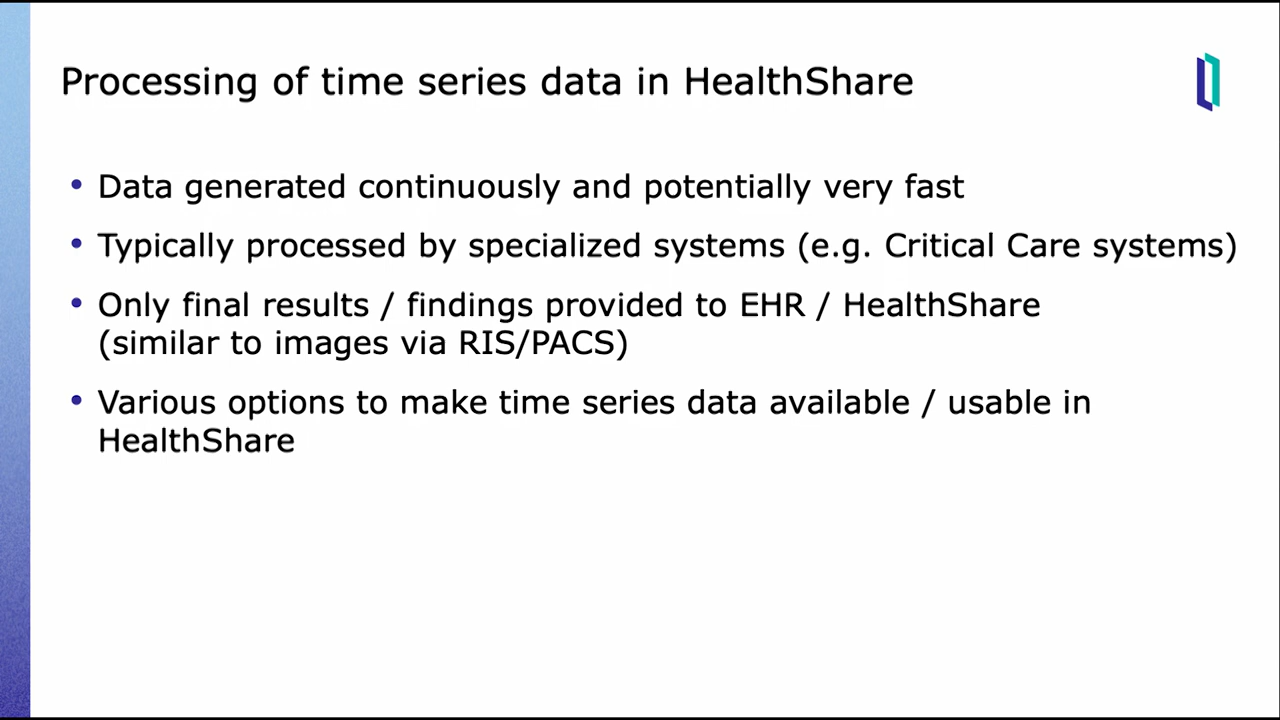 Processing of time series data in HealthShare
• Data generated continuously and potentially very fast
• Typically processed by specialized systems (e.g. Critical Care systems)
• Only final results / findings provided to EHR / HealthShare
(similar to images via RIS/PACS)
• Various options to make time series data available / usable in
HealthShare